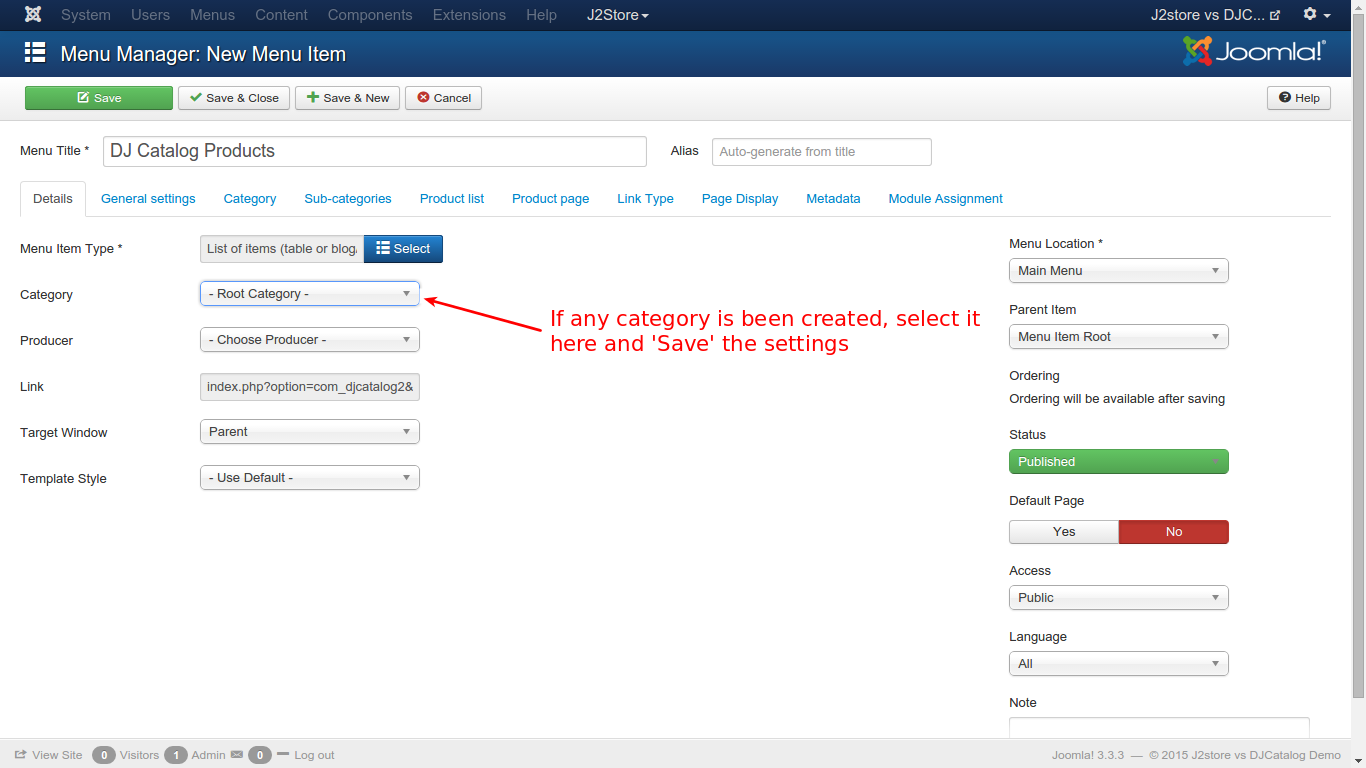 System Users Menus Content Components Extensions Help J2Store J2store vs DJC...
Menu Manager: New Menu Item
Joomla!®
Save Save & Close Save & New Cancel Help
Menu Title * DJ Catalog Products Alias Auto-generate from title
Details General settings Category Sub-categories Product list Product page Link Type Page Display Metadata Module Assignment
Menu Item Type * List of items (table or blog, Select
Category - Root Category -
Producer - Choose Producer -
Link index.php?option=com_djcatalog2&
Target Window Parent
Template Style - Use Default -
If any category is been created, select it
here and 'Save' the settings
Menu Location *
Main Menu
Parent Item
Menu Item Root
Ordering
Ordering will be available after saving
Status
Published
Default Page
Yes No
Access
Public
Language
All
Note
View Site 0 Visitors 1 Admin 0 Log out Joomla! 3.3.3 — © 2015 J2store vs DJCatalog Demo